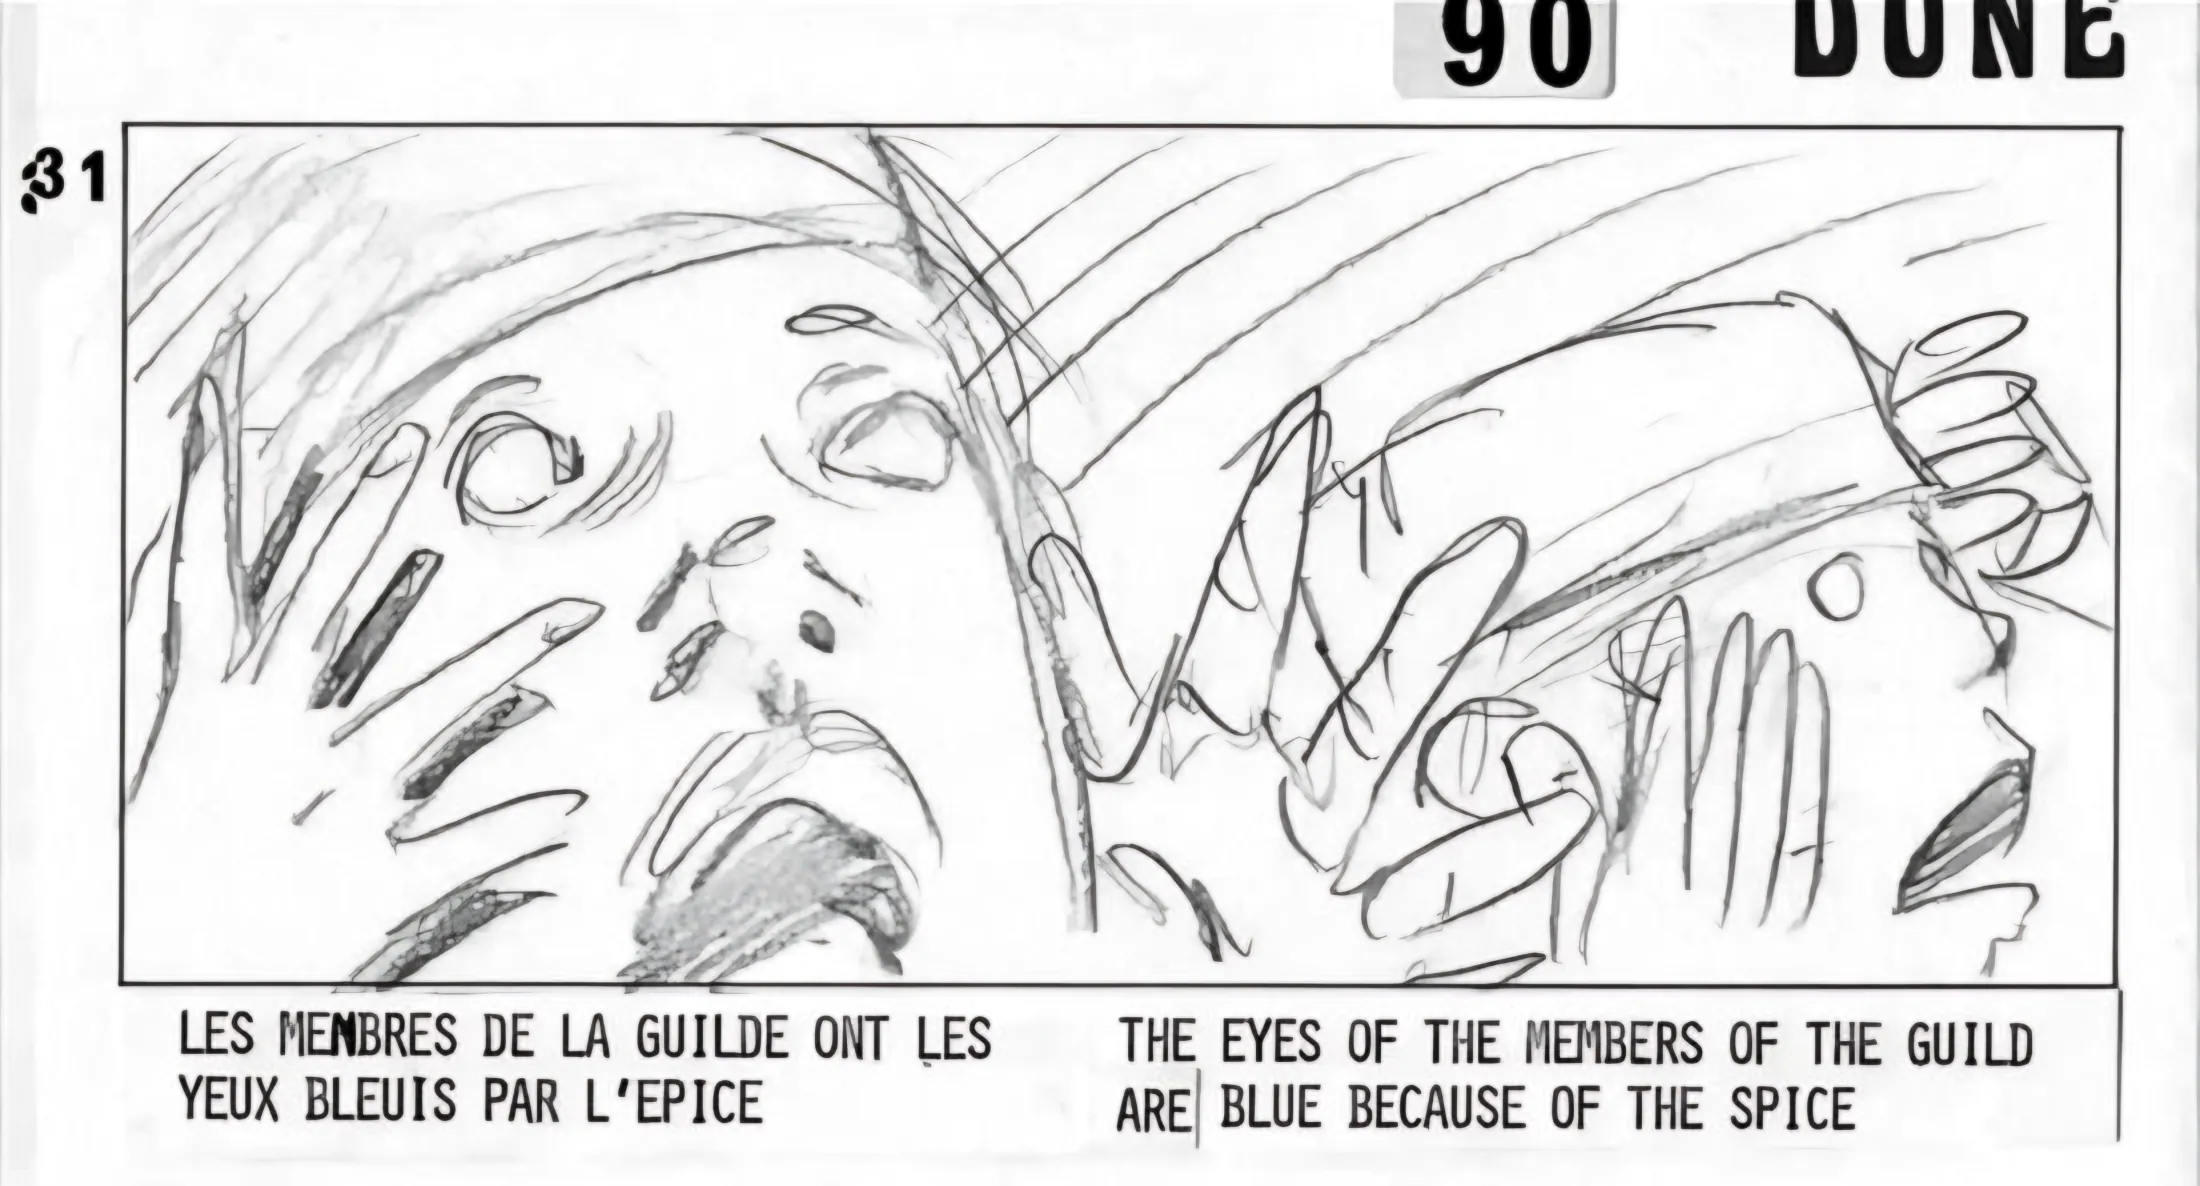 90 DUNE
31
LES MEMBRES DE LA GUILDE ONT LES
YEUX BLEUIS PAR L'EPICE
THE EYES OF THE MEMBERS OF THE GUILD
ARE BLUE BECAUSE OF THE SPICE